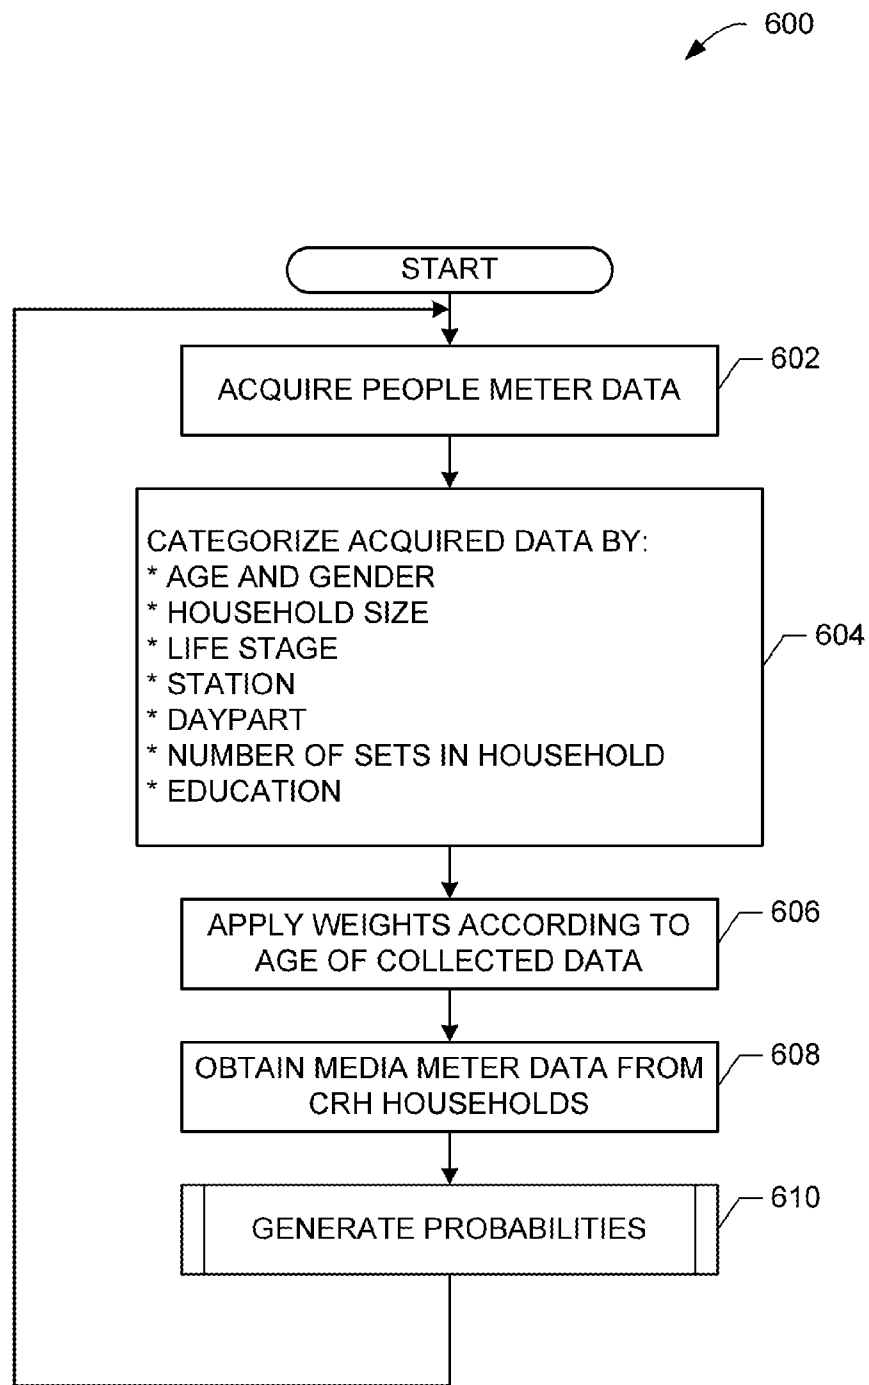 600
START
ACQUIRE PEOPLE METER DATA
602
CATEGORIZE ACQUIRED DATA BY:
* AGE AND GENDER
* HOUSEHOLD SIZE
* LIFE STAGE
* STATION
* DAYPART
* NUMBER OF SETS IN HOUSEHOLD
* EDUCATION
604
APPLY WEIGHTS ACCORDING TO
AGE OF COLLECTED DATA
606
OBTAIN MEDIA METER DATA FROM
CRH HOUSEHOLDS
608
GENERATE PROBABILITIES
610